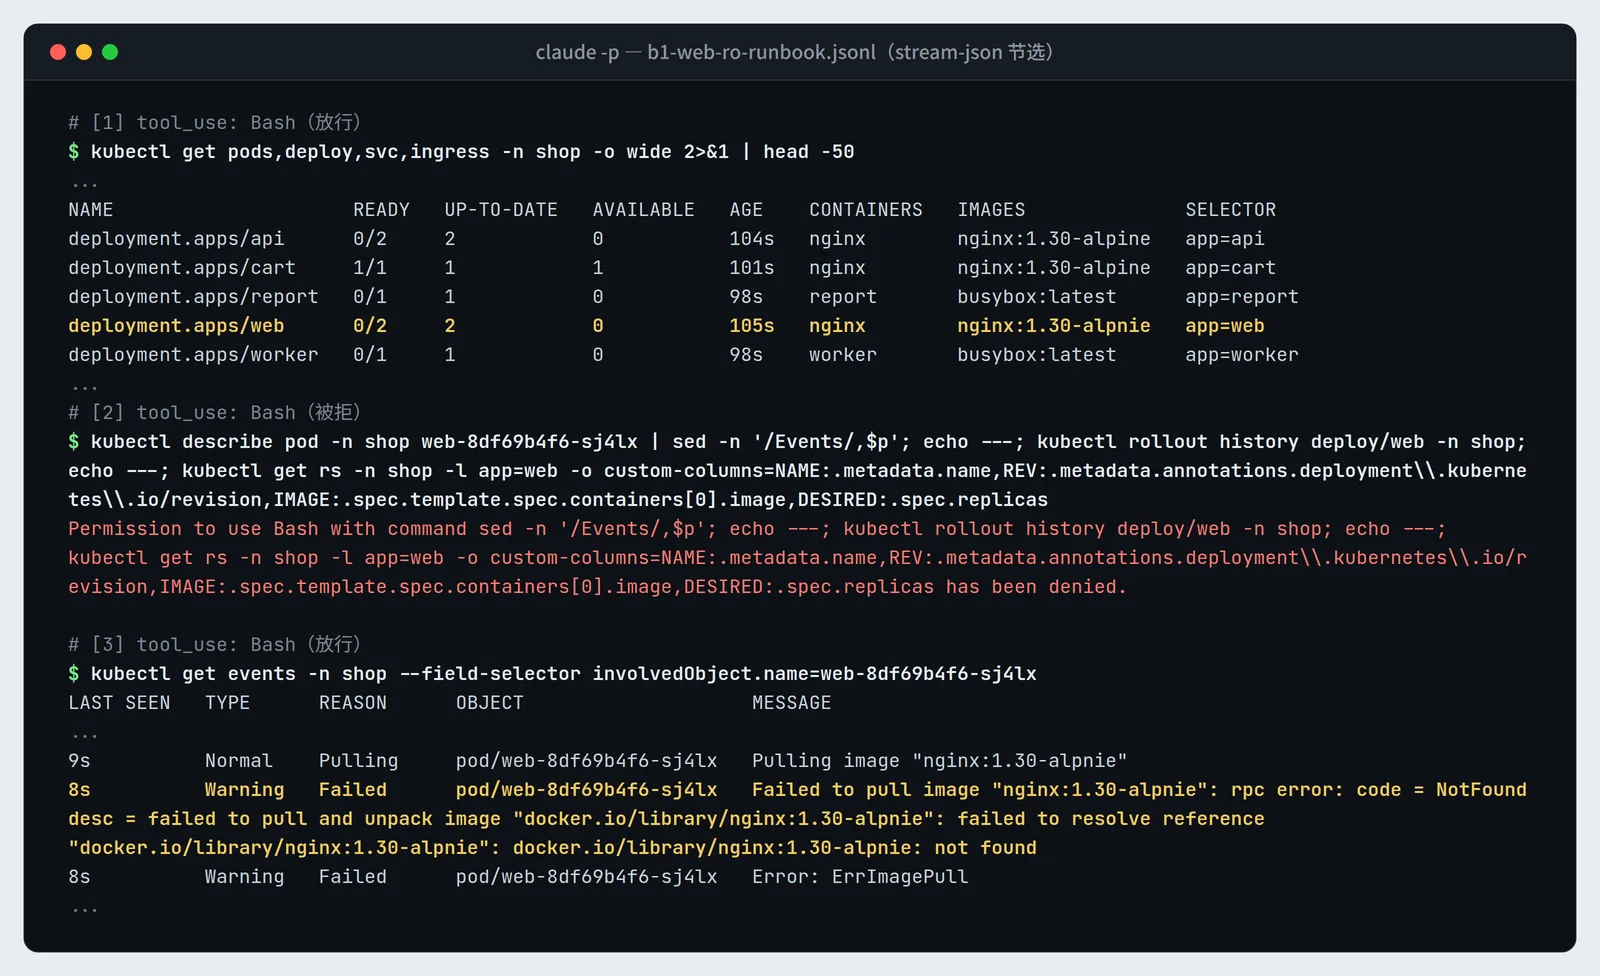 claude -p — b1-web-ro-runbook.jsonl（stream-json 节选）
# [1] tool_use: Bash（放行）
$ kubectl get pods,deploy,svc,ingress -n shop -o wide 2>&1 | head -50
...
NAME                     READY   UP-TO-DATE   AVAILABLE   AGE    CONTAINERS   IMAGES              SELECTOR
deployment.apps/api      0/2     2            0           104s   nginx        nginx:1.30-alpine   app=api
deployment.apps/cart     1/1     1            1           101s   nginx        nginx:1.30-alpine   app=cart
deployment.apps/report   0/1     1            0           98s    report       busybox:latest      app=report
deployment.apps/web      0/2     2            0           105s   nginx        nginx:1.30-alpnie   app=web
deployment.apps/worker   0/1     1            0           98s    worker       busybox:latest      app=worker
...
# [2] tool_use: Bash（被拒）
$ kubectl describe pod -n shop web-8df69b4f6-sj4lx | sed -n '/Events/,$p'; echo ---; kubectl rollout history deploy/web -n shop;
echo ---; kubectl get rs -n shop -l app=web -o custom-columns=NAME:.metadata.name,REV:.metadata.annotations.deployment\\.kuberne
tes\\.io/revision,IMAGE:.spec.template.spec.containers[0].image,DESIRED:.spec.replicas
Permission to use Bash with command sed -n '/Events/,$p'; echo ---; kubectl rollout history deploy/web -n shop; echo ---;
kubectl get rs -n shop -l app=web -o custom-columns=NAME:.metadata.name,REV:.metadata.annotations.deployment\\.kubernetes\\.io/r
evision,IMAGE:.spec.template.spec.containers[0].image,DESIRED:.spec.replicas has been denied.
# [3] tool_use: Bash（放行）
$ kubectl get events -n shop --field-selector involvedObject.name=web-8df69b4f6-sj4lx
LAST SEEN   TYPE      REASON      OBJECT                    MESSAGE
...
9s          Normal    Pulling     pod/web-8df69b4f6-sj4lx   Pulling image "nginx:1.30-alpnie"
8s          Warning   Failed      pod/web-8df69b4f6-sj4lx   Failed to pull image "nginx:1.30-alpnie": rpc error: code = NotFound
desc = failed to pull and unpack image "docker.io/library/nginx:1.30-alpnie": failed to resolve reference
"docker.io/library/nginx:1.30-alpnie": docker.io/library/nginx:1.30-alpnie: not found
8s          Warning   Failed      pod/web-8df69b4f6-sj4lx   Error: ErrImagePull
...